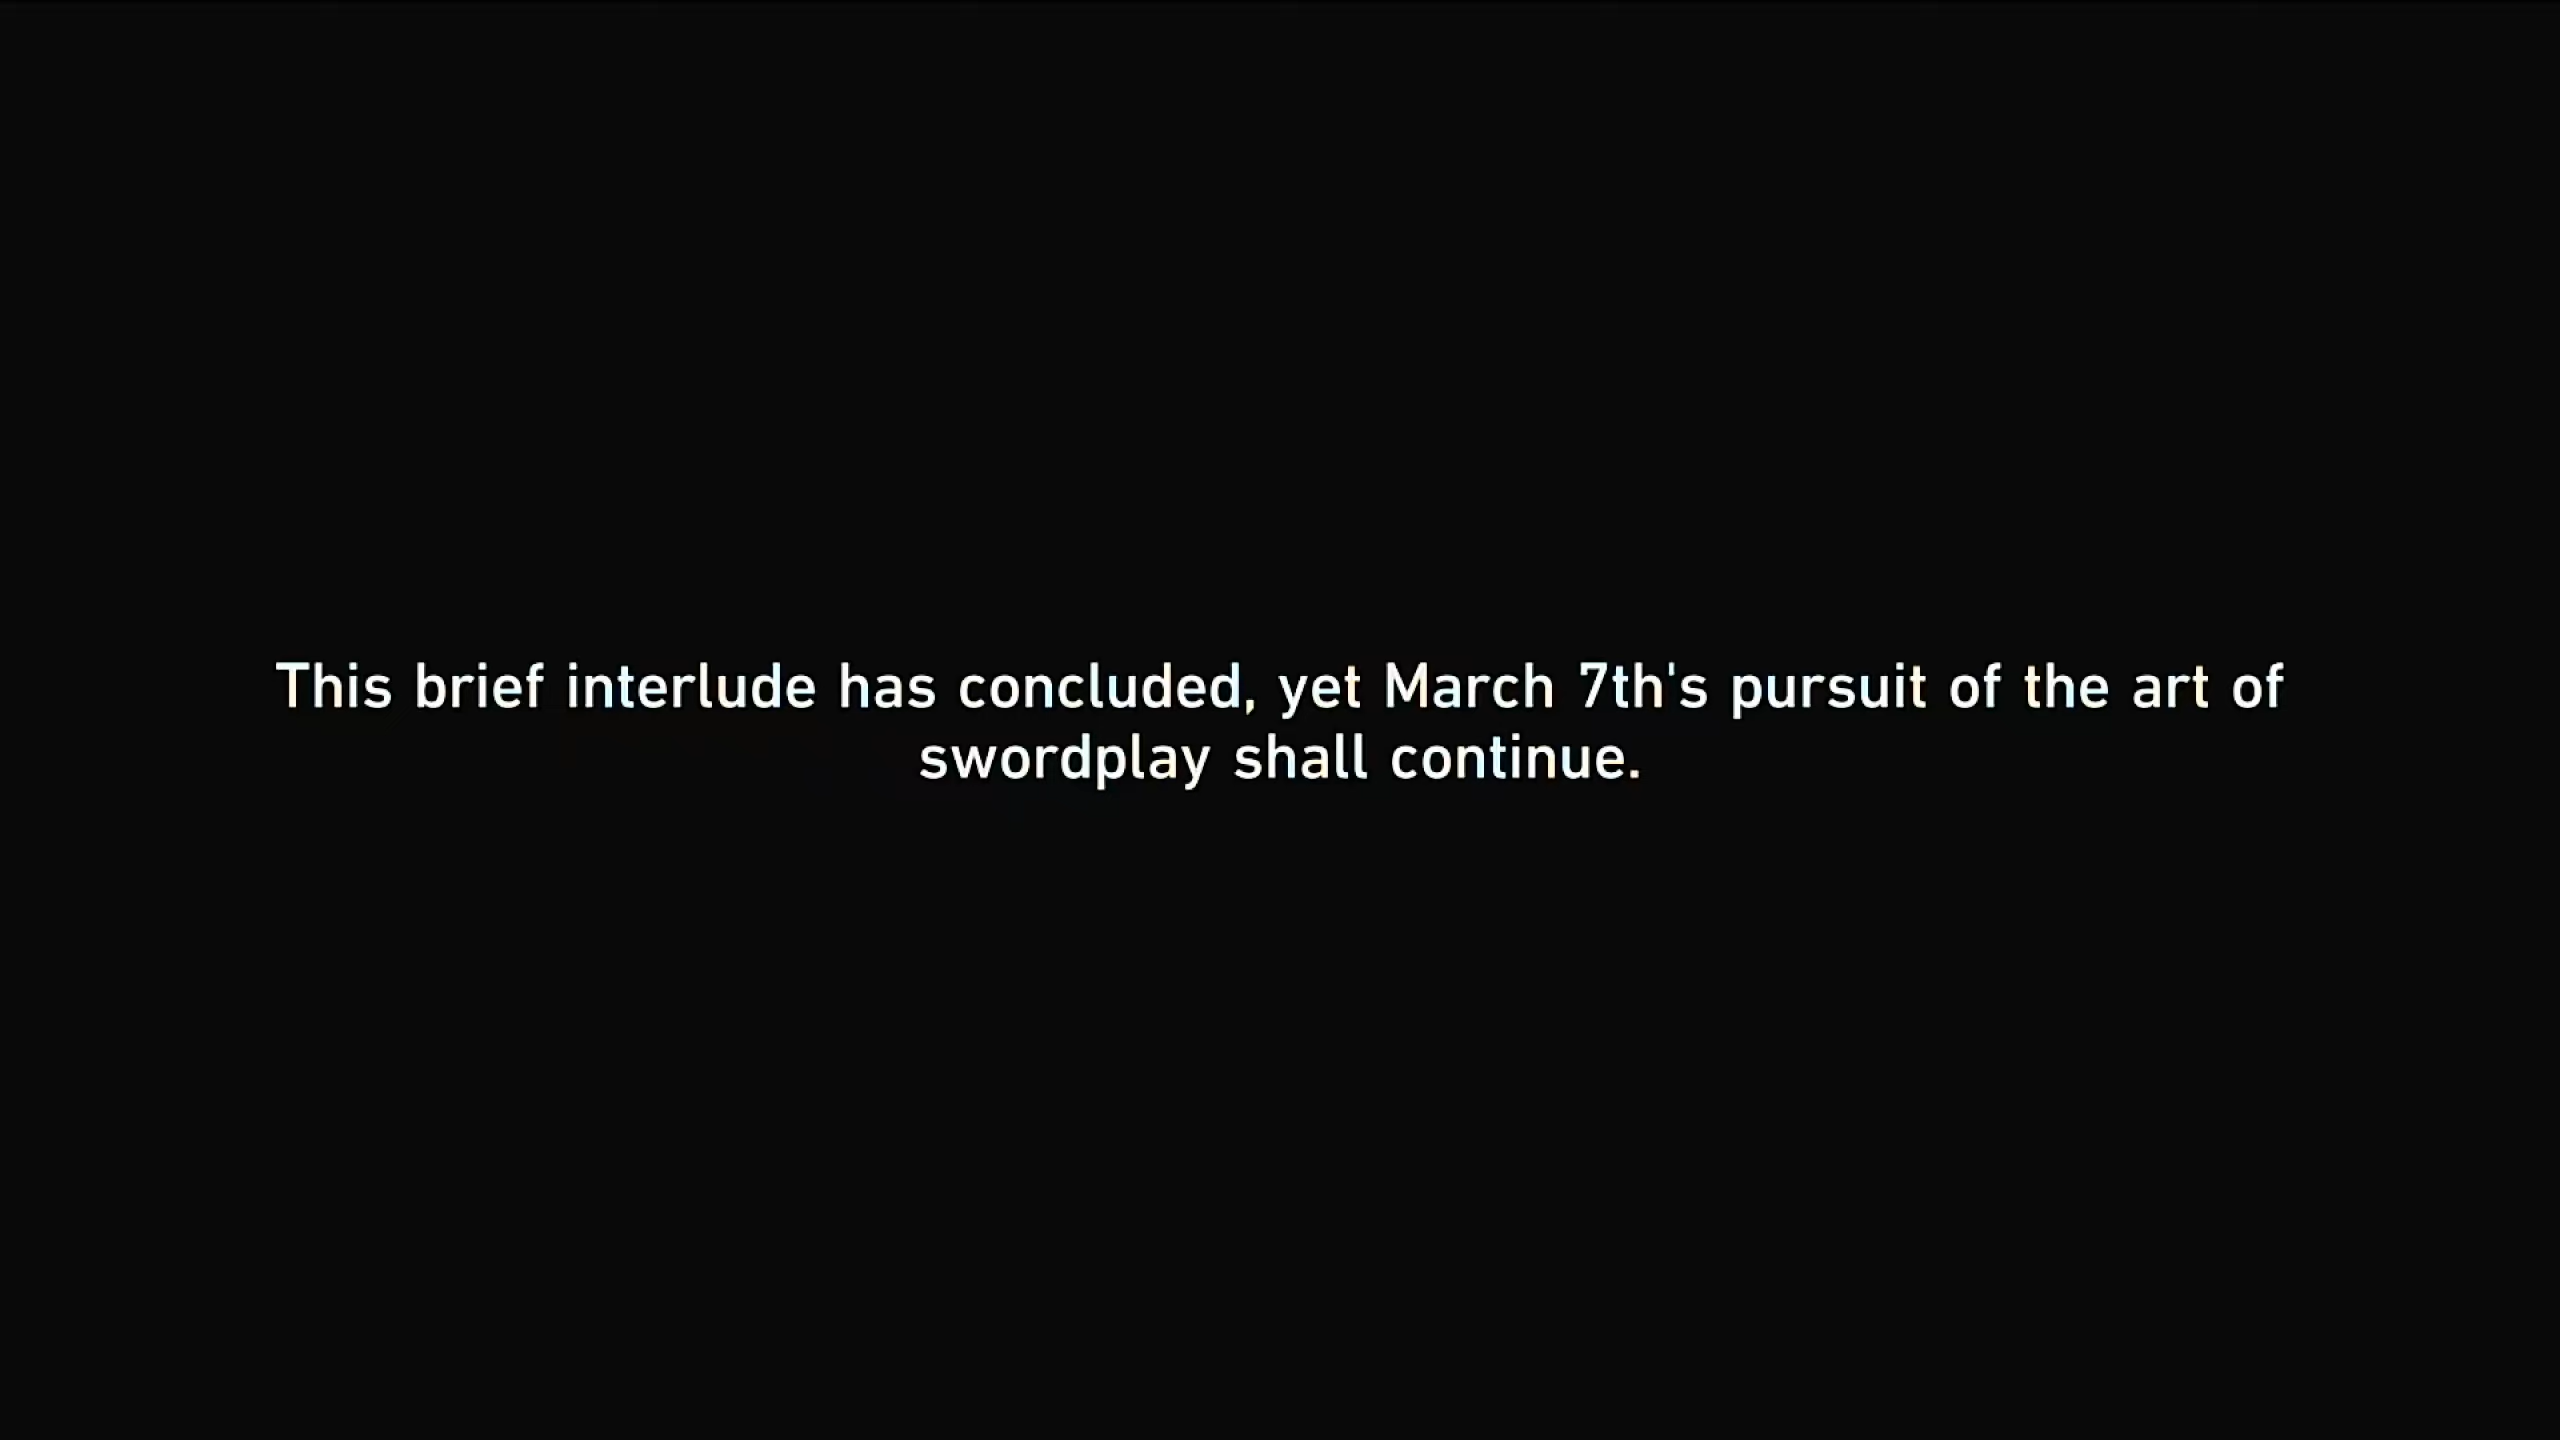 This brief interlude has concluded, yet March 7th's pursuit of the art of
swordplay shall continue.